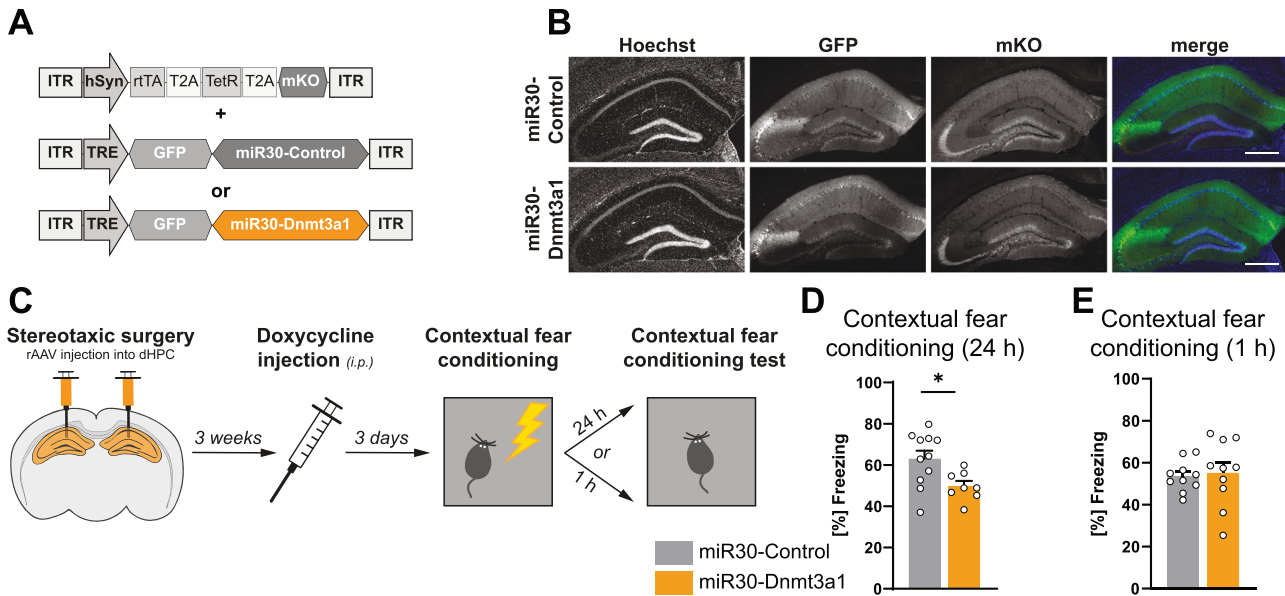 A
ITR hSyn rtTA T2A TetR T2A mKO ITR
+
ITR TRE GFP miR30-Control ITR
or
ITR TRE GFP miR30-Dnmt3a1 ITR
B
Hoechst GFP mKO merge
miR30-
Control
miR30-
Dnmt3a1
C
Stereotaxic surgery
rAAV injection into dHPC
3 weeks
Doxycycline
injection (i.p.)
3 days
Contextual fear
conditioning
24 h
or
1 h
Contextual fear
conditioning test
miR30-Control
miR30-Dnmt3a1
D
Contextual fear
conditioning (24 h)
*
[%] Freezing
100
80
60
40
20
0
E
Contextual fear
conditioning (1 h)
[%] Freezing
100
80
60
40
20
0